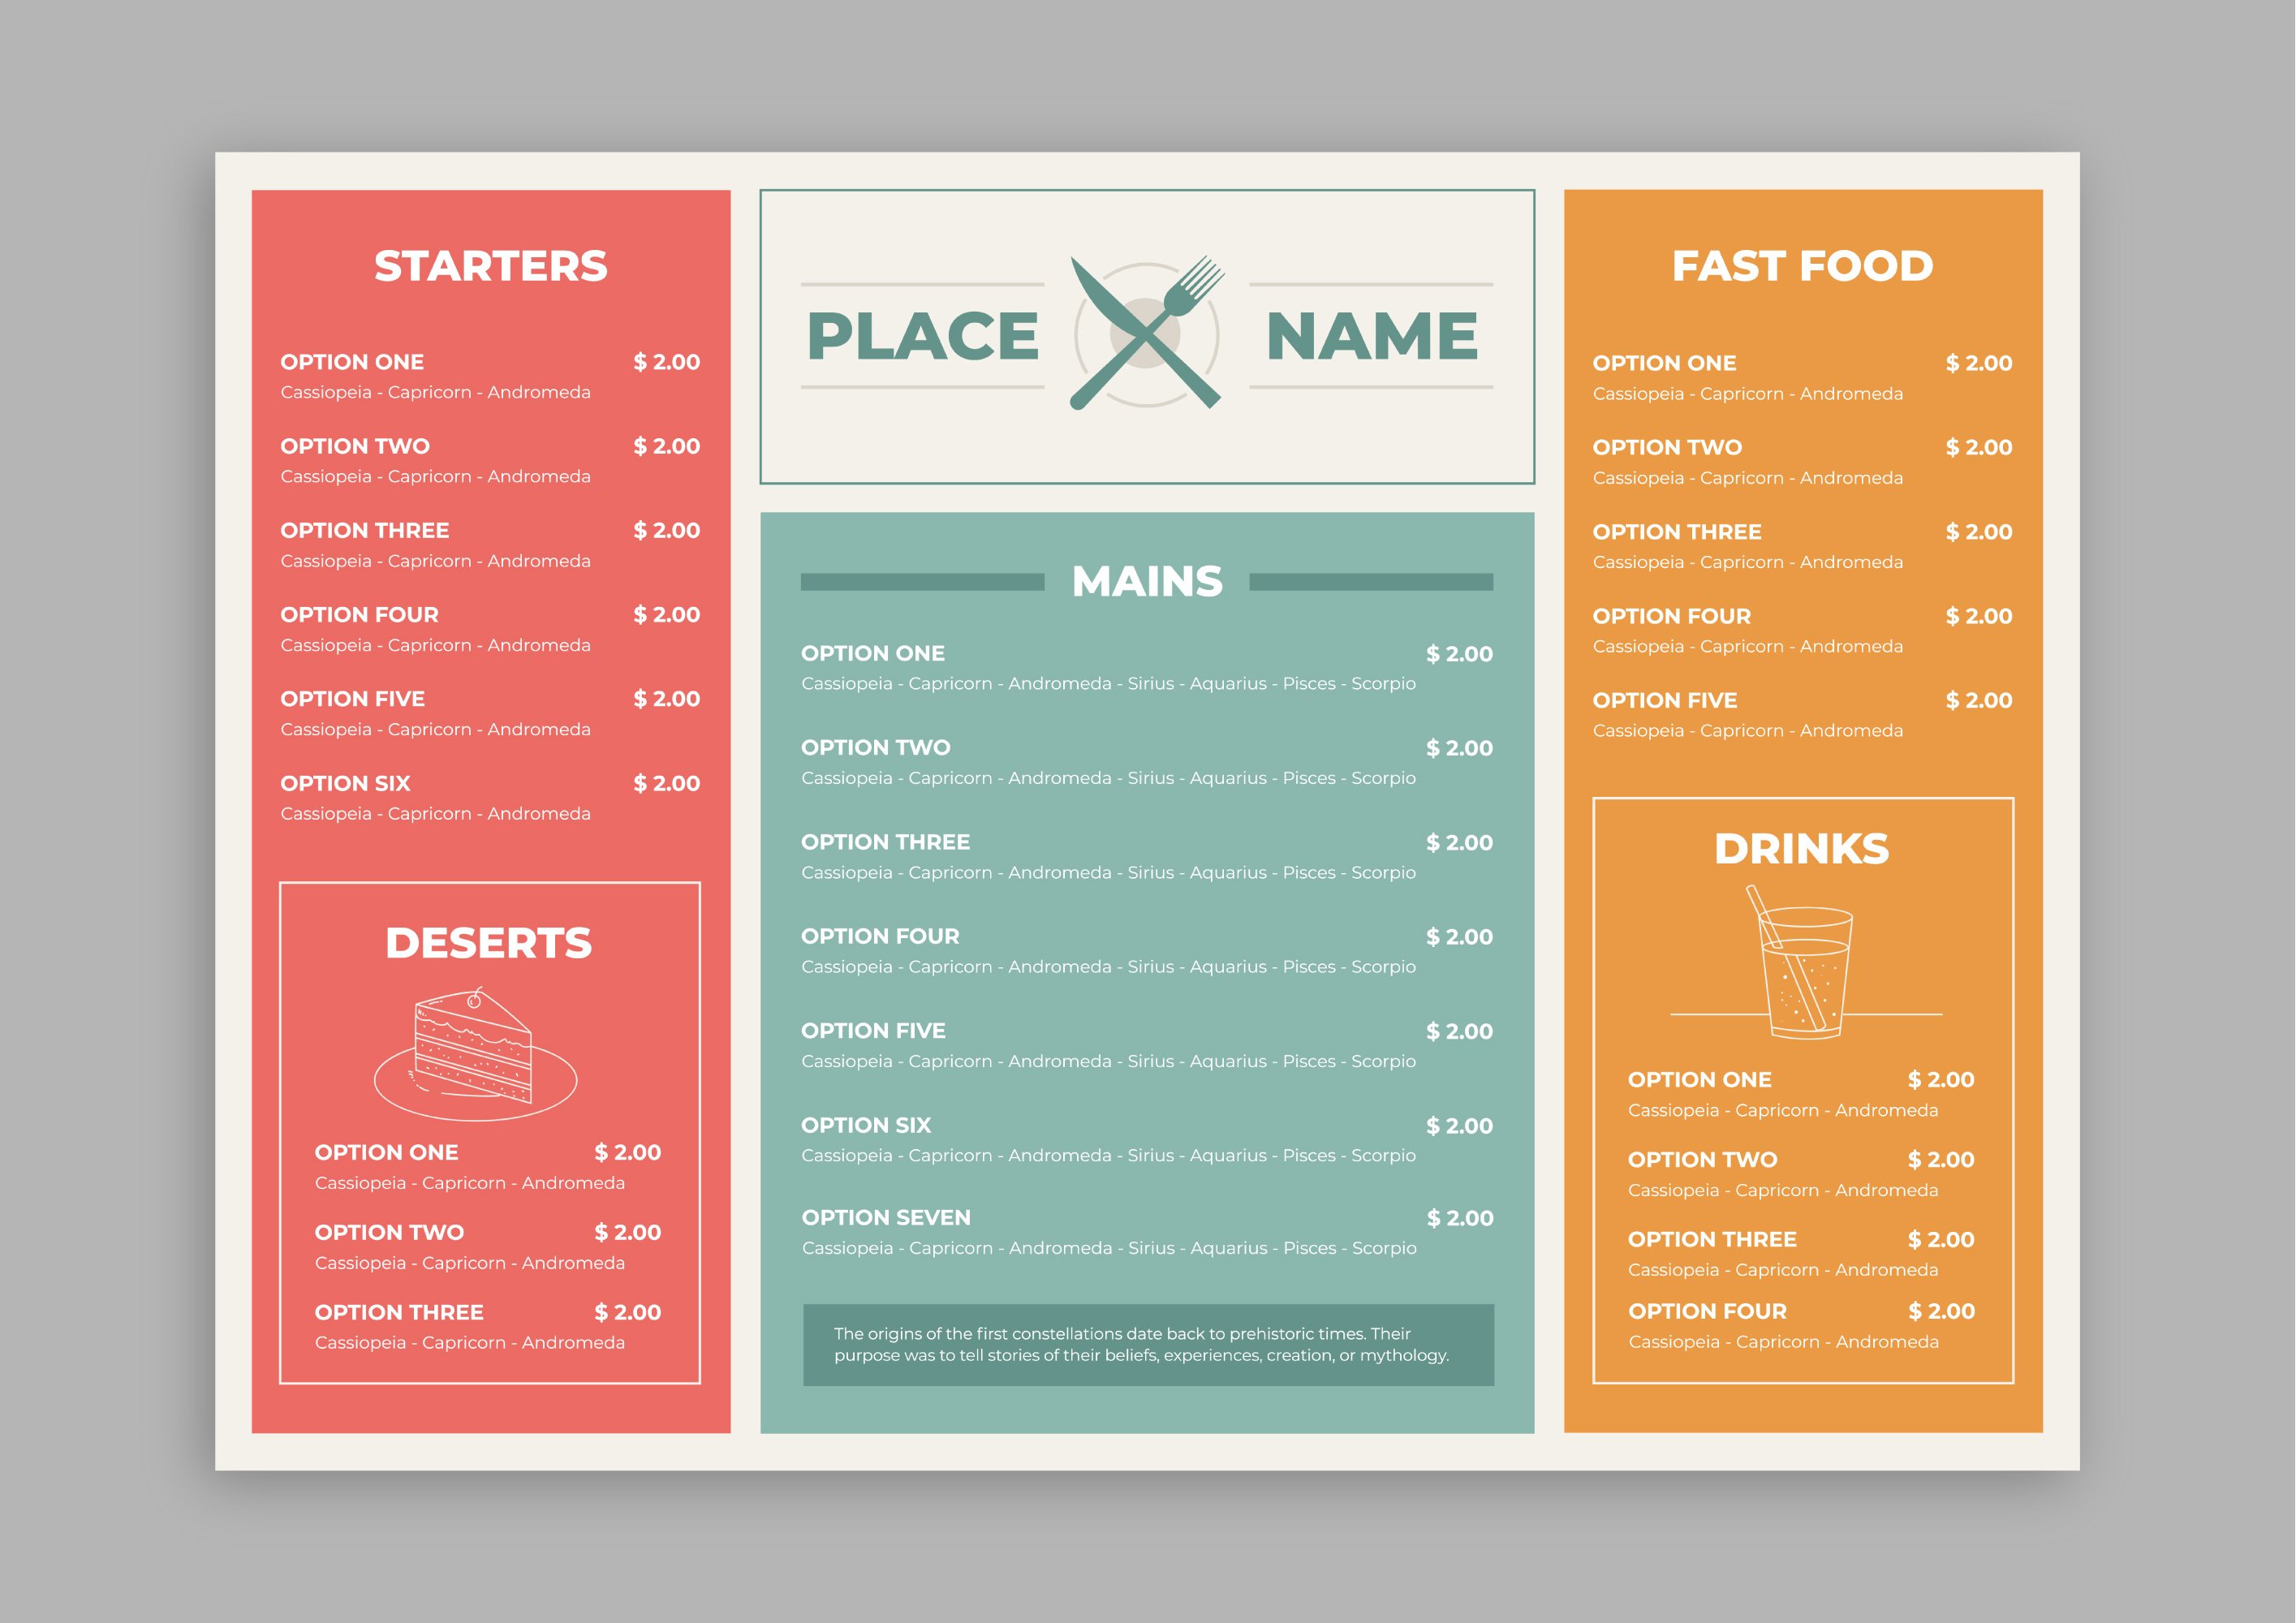 STARTERS
OPTION ONE $ 2.00
Cassiopeia - Capricorn - Andromeda
OPTION TWO $ 2.00
Cassiopeia - Capricorn - Andromeda
OPTION THREE $ 2.00
Cassiopeia - Capricorn - Andromeda
OPTION FOUR $ 2.00
Cassiopeia - Capricorn - Andromeda
OPTION FIVE $ 2.00
Cassiopeia - Capricorn - Andromeda
OPTION SIX $ 2.00
Cassiopeia - Capricorn - Andromeda
DESERTS
OPTION ONE $ 2.00
Cassiopeia - Capricorn - Andromeda
OPTION TWO $ 2.00
Cassiopeia - Capricorn - Andromeda
OPTION THREE $ 2.00
Cassiopeia - Capricorn - Andromeda
PLACE NAME
MAINS
OPTION ONE $ 2.00
Cassiopeia - Capricorn - Andromeda - Sirius - Aquarius - Pisces - Scorpio
OPTION TWO $ 2.00
Cassiopeia - Capricorn - Andromeda - Sirius - Aquarius - Pisces - Scorpio
OPTION THREE $ 2.00
Cassiopeia - Capricorn - Andromeda - Sirius - Aquarius - Pisces - Scorpio
OPTION FOUR $ 2.00
Cassiopeia - Capricorn - Andromeda - Sirius - Aquarius - Pisces - Scorpio
OPTION FIVE $ 2.00
Cassiopeia - Capricorn - Andromeda - Sirius - Aquarius - Pisces - Scorpio
OPTION SIX $ 2.00
Cassiopeia - Capricorn - Andromeda - Sirius - Aquarius - Pisces - Scorpio
OPTION SEVEN $ 2.00
Cassiopeia - Capricorn - Andromeda - Sirius - Aquarius - Pisces - Scorpio
The origins of the first constellations date back to prehistoric times. Their
purpose was to tell stories of their beliefs, experiences, creation, or mythology.
FAST FOOD
OPTION ONE $ 2.00
Cassiopeia - Capricorn - Andromeda
OPTION TWO $ 2.00
Cassiopeia - Capricorn - Andromeda
OPTION THREE $ 2.00
Cassiopeia - Capricorn - Andromeda
OPTION FOUR $ 2.00
Cassiopeia - Capricorn - Andromeda
OPTION FIVE $ 2.00
Cassiopeia - Capricorn - Andromeda
DRINKS
OPTION ONE $ 2.00
Cassiopeia - Capricorn - Andromeda
OPTION TWO $ 2.00
Cassiopeia - Capricorn - Andromeda
OPTION THREE $ 2.00
Cassiopeia - Capricorn - Andromeda
OPTION FOUR $ 2.00
Cassiopeia - Capricorn - Andromeda